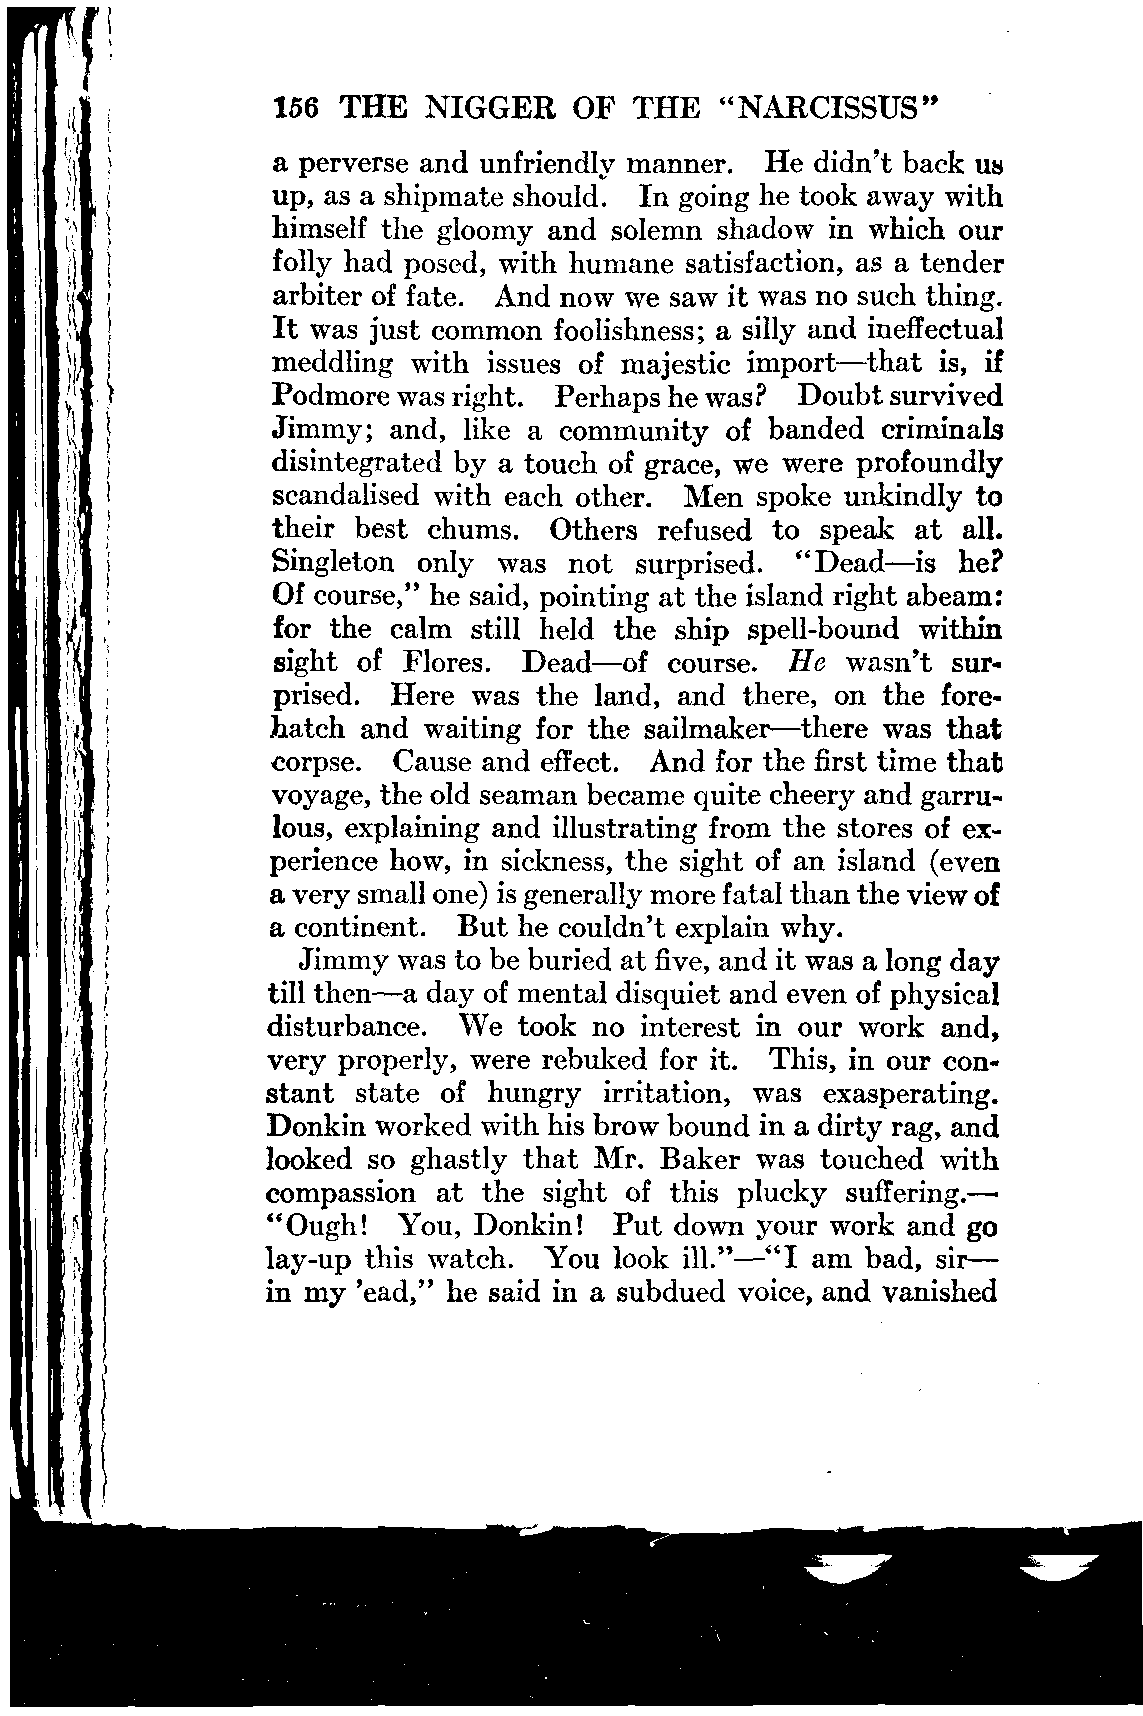 156 THE NIGGER OF THE “NARCISSUS”
a perverse and unfriendly manner. He didn’t back us
up, as a shipmate should. In going he took away with
himself the gloomy and solemn shadow in which our
folly had posed, with humane satisfaction, as a tender
arbiter of fate. And now we saw it was no such thing.
It was just common foolishness; a silly and ineffectual
meddling with issues of majestic import—that is, if
Podmore was right. Perhaps he was? Doubt survived
Jimmy; and, like a community of banded criminals
disintegrated by a touch of grace, we were profoundly
scandalised with each other. Men spoke unkindly to
their best chums. Others refused to speak at all.
Singleton only was not surprised. “Dead—is he?
Of course,” he said, pointing at the island right abeam:
for the calm still held the ship spell-bound within
sight of Flores. Dead—of course. He wasn’t sur-
prised. Here was the land, and there, on the fore-
hatch and waiting for the sailmaker—there was that
corpse. Cause and effect. And for the first time that
voyage, the old seaman became quite cheery and garru-
lous, explaining and illustrating from the stores of ex-
perience how, in sickness, the sight of an island (even
a very small one) is generally more fatal than the view of
a continent. But he couldn’t explain why.
Jimmy was to be buried at five, and it was a long day
till then—a day of mental disquiet and even of physical
disturbance. We took no interest in our work and,
very properly, were rebuked for it. This, in our con-
stant state of hungry irritation, was exasperating.
Donkin worked with his brow bound in a dirty rag, and
looked so ghastly that Mr. Baker was touched with
compassion at the sight of this plucky suffering.—
“Ough! You, Donkin! Put down your work and go
lay-up this watch. You look ill.”—“I am bad, sir—
in my ’ead,” he said in a subdued voice, and vanished